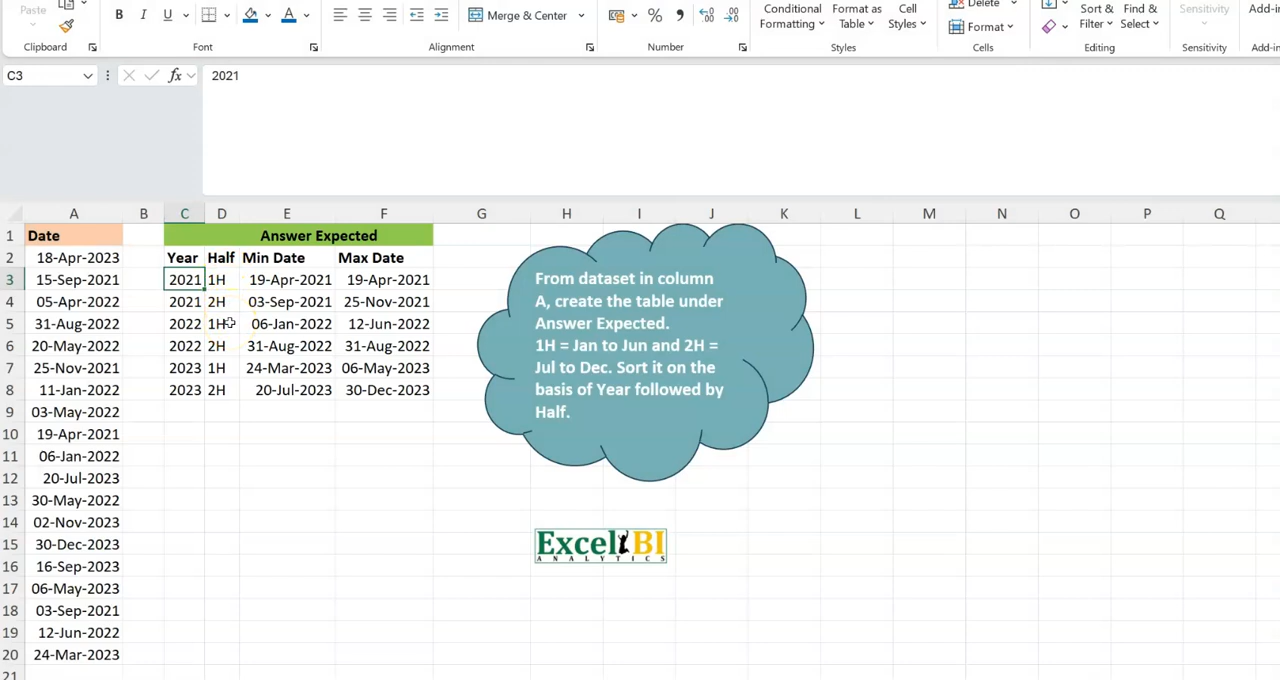 Paste
Clipboard
B I U
Font
Merge & Center
Alignment
%
Number
Conditional
Formatting
Format as
Table
Cell
Styles
Styles
Delete
Format
Cells
Sort &
Filter
Find &
Select
Editing
Sensitivity
Sensitivity
Add-in
Add-in
C3 fx 2021
A B C D E F G H I J K L M N O P Q
1 Date Answer Expected
2 18-Apr-2023 Year Half Min Date Max Date
3 15-Sep-2021 2021 1H 19-Apr-2021 19-Apr-2021
4 05-Apr-2022 2021 2H 03-Sep-2021 25-Nov-2021
5 31-Aug-2022 2022 1H 06-Jan-2022 12-Jun-2022
6 20-May-2022 2022 2H 31-Aug-2022 31-Aug-2022
7 25-Nov-2021 2023 1H 24-Mar-2023 06-May-2023
8 11-Jan-2022 2023 2H 20-Jul-2023 30-Dec-2023
9 03-May-2022
10 19-Apr-2021
11 06-Jan-2022
12 20-Jul-2023
13 30-May-2022
14 02-Nov-2023
15 30-Dec-2023
16 16-Sep-2023
17 06-May-2023
18 03-Sep-2021
19 12-Jun-2022
20 24-Mar-2023
21
From dataset in column
A, create the table under
Answer Expected.
1H = Jan to Jun and 2H =
Jul to Dec. Sort it on the
basis of Year followed by
Half.
Excel BI
ANALYTICS